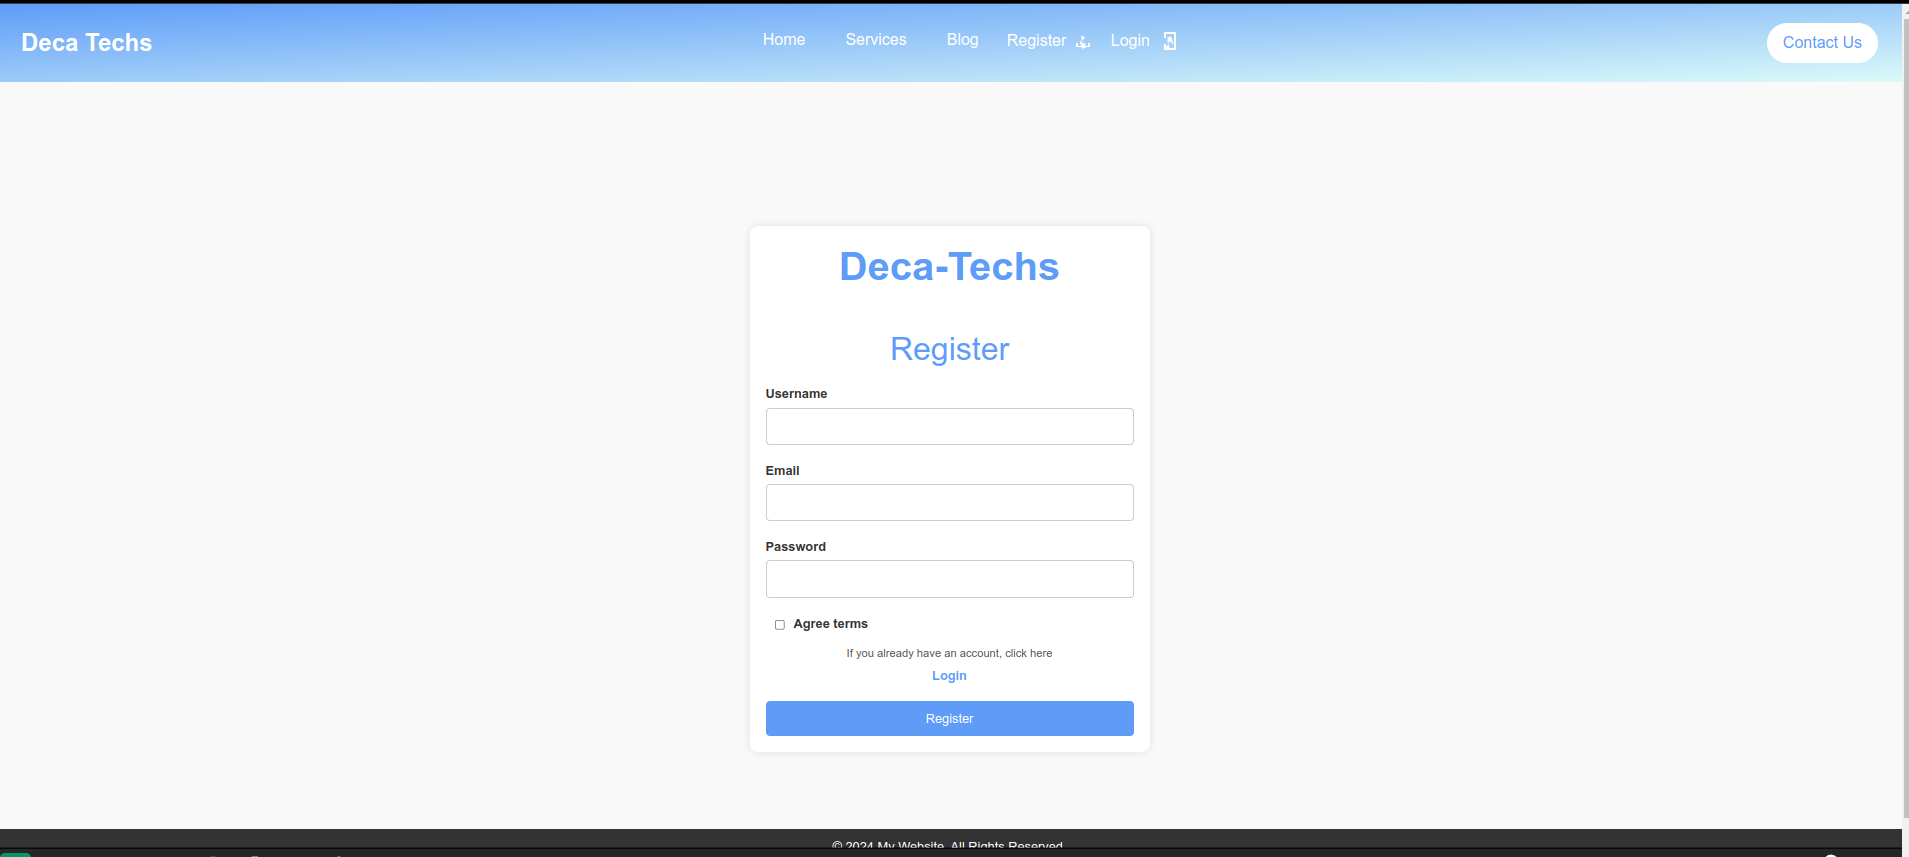 Deca Techs
Home Services Blog Register Login
Contact Us
Deca-Techs
Register
Username
Email
Password
Agree terms
If you already have an account, click here
Login
Register
© 2024 My Website. All Rights Reserved